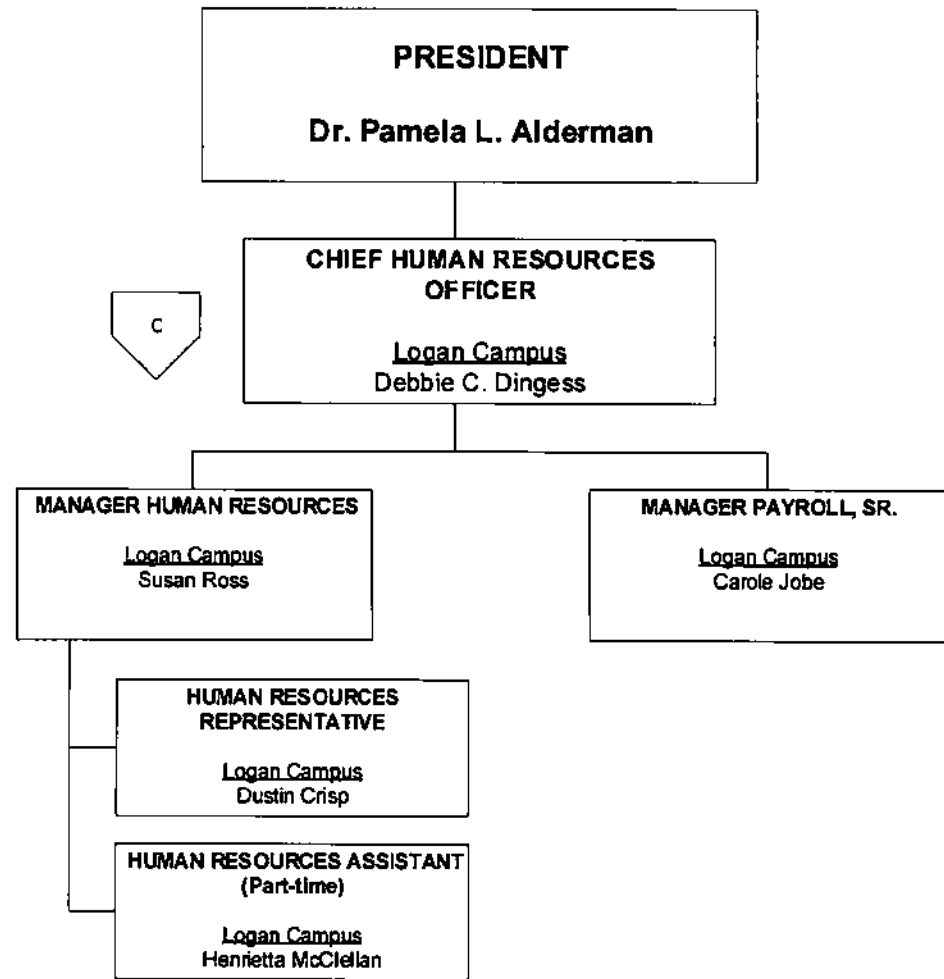 PRESIDENT
Dr. Pamela L. Alderman
CHIEF HUMAN RESOURCES
OFFICER
Logan Campus
Debbie C. Dingess
C
MANAGER HUMAN RESOURCES
Logan Campus
Susan Ross
MANAGER PAYROLL, SR.
Logan Campus
Carole Jobe
HUMAN RESOURCES
REPRESENTATIVE
Logan Campus
Dustin Crisp
HUMAN RESOURCES ASSISTANT
(Part-time)
Logan Campus
Henrietta McClellan